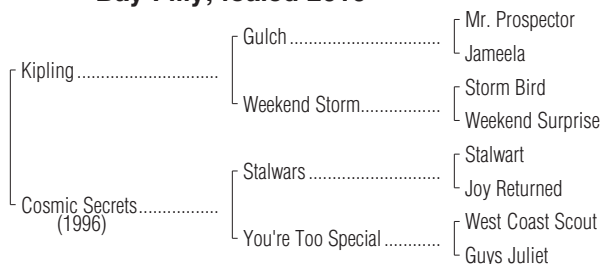 Bay Filly; foaled
Mr. Prospector
Gulch
Jameela
Kipling
Storm Bird
Weekend Storm
Weekend Surprise
Stalwart
Stalwars
Joy Returned
Cosmic Secrets
(1996)
West Coast Scout
You're Too Special
Guys Juliet